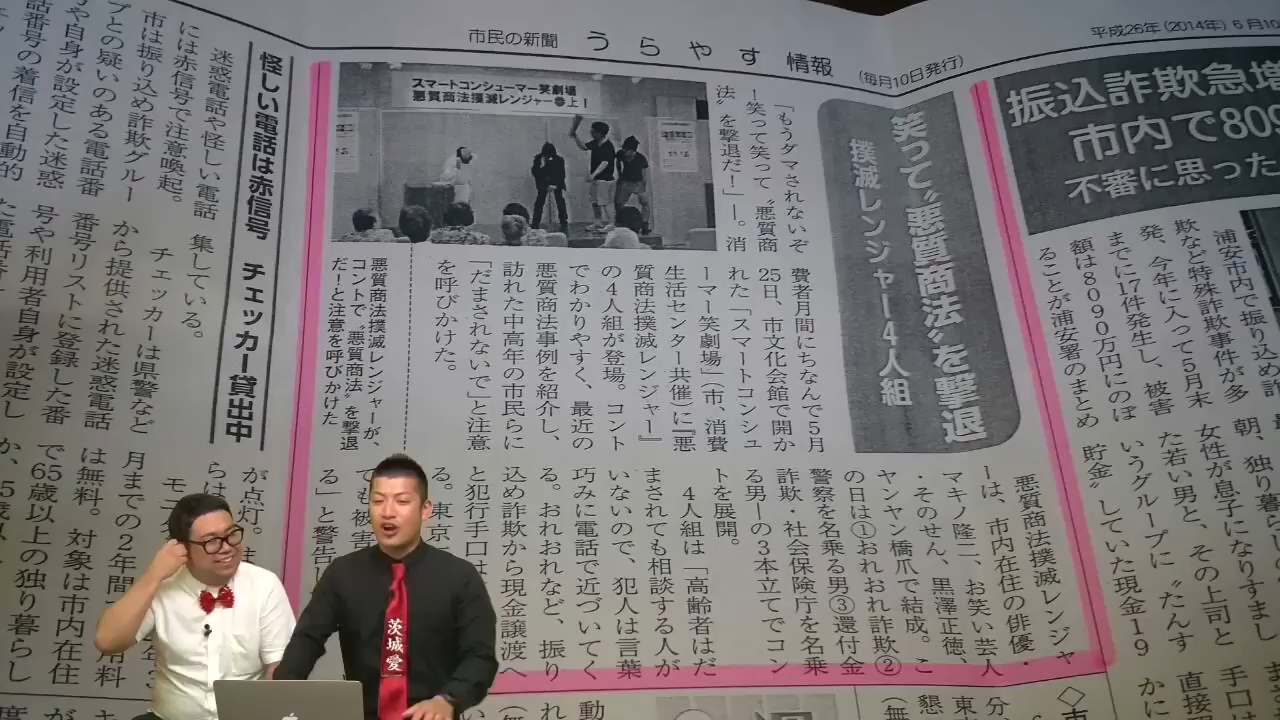 市民の新聞 うらやす情報 (毎月10日発行)
平成26年(2014年)6月10
振込詐欺急増
市内で809
不審に思った
浦安市内で振り込め詐
欺など特殊詐欺事件が多
発、今年に入って5月末
までに17件発生し、被害
額は8090万円にのぼ
ることが浦安署のまとめ
朝、独り暮らしの
女性が息子になりすまし
た若い男と、その上司と
いうグループに〝たんす
貯金〟していた現金19
笑って〝悪質商法〟を撃退
撲滅レンジャー4人組
スマートコンシューマー笑劇場
悪質商法撲滅レンジャー参上!
「もうダマされないぞ
ー笑って笑って〝悪質商
法〟を撃退だ!」―。消
費者月間にちなんで5月
25日、市文化会館で開か
れた「スマートコンシュ
ーマー笑劇場」(市、消費
生活センター共催)に『悪
質商法撲滅レンジャー』
の4人組が登場。コント
でわかりやすく、最近の
悪質商法事例を紹介し、
訪れた中高年の市民らに
「だまされないで」と注意
を呼びかけた。
悪質商法撲滅レンジャーが、
コントで〝悪質商法〟を撃退
だ!と注意を呼びかけた
悪質商法撲滅レンジャ
ーは、市内在住の俳優・
マキノ隆二、お笑い芸人
・そのせん、黒澤正徳、
ヤンヤン橋爪で結成。こ
の日は①おれおれ詐欺②
警察を名乗る男③還付金
詐欺・社会保険庁を名乗
る男―の3本立てでコン
トを展開。
4人組は「高齢者はだ
まされても相談する人が
いないので、犯人は言葉
巧みに電話で近づいてく
る。おれおれなど、振り
込め詐欺から現金譲渡へ
と犯行手口は
る。東京
でも被害
る」と警告し
怪しい電話は赤信号 チェッカー貸出中
迷惑電話や怪しい電話
には赤信号で注意喚起。
市は振り込め詐欺グルー
プとの疑いのある電話番
号や自身が設定した迷惑
話番号の着信を自動的
集している。
チェッカーは県警など
から提供された迷惑電話
番号リストに登録した番
号や利用者自身が設定し
た電話
が点灯。
らは
月までの2年間
は無料。対象は市内在住
で65歳以上の独り暮らし
茨城愛